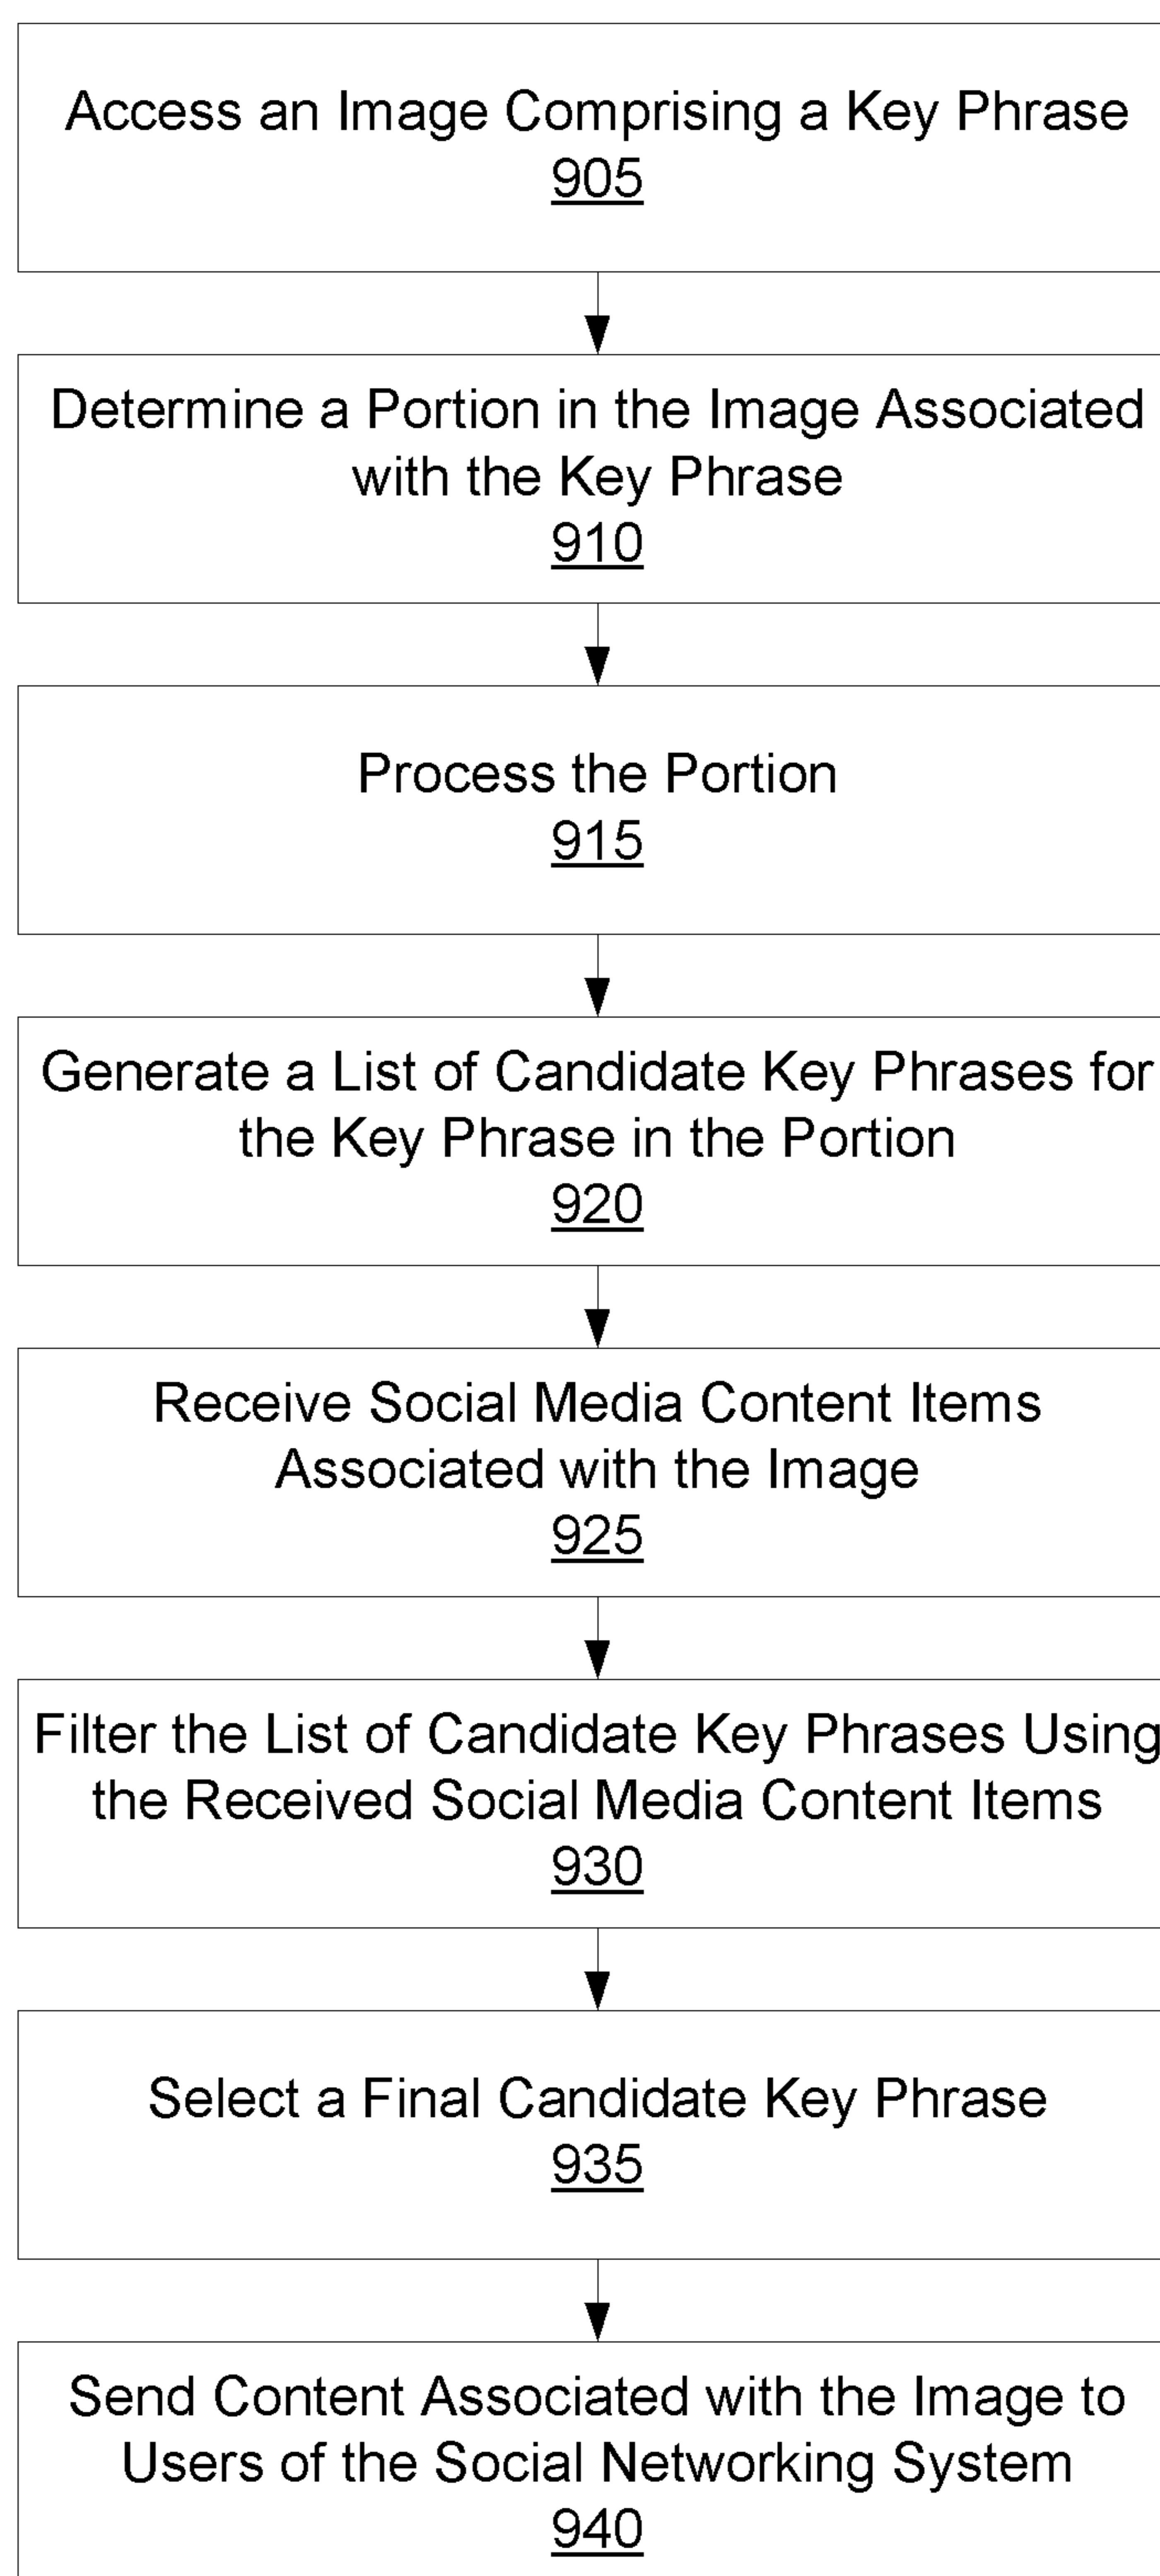 Access an Image Comprising a Key Phrase
905
Determine a Portion in the Image Associated
with the Key Phrase
910
Process the Portion
915
Generate a List of Candidate Key Phrases for
the Key Phrase in the Portion
920
Receive Social Media Content Items
Associated with the Image
925
Filter the List of Candidate Key Phrases Using
the Received Social Media Content Items
930
Select a Final Candidate Key Phrase
935
Send Content Associated with the Image to
Users of the Social Networking System
940